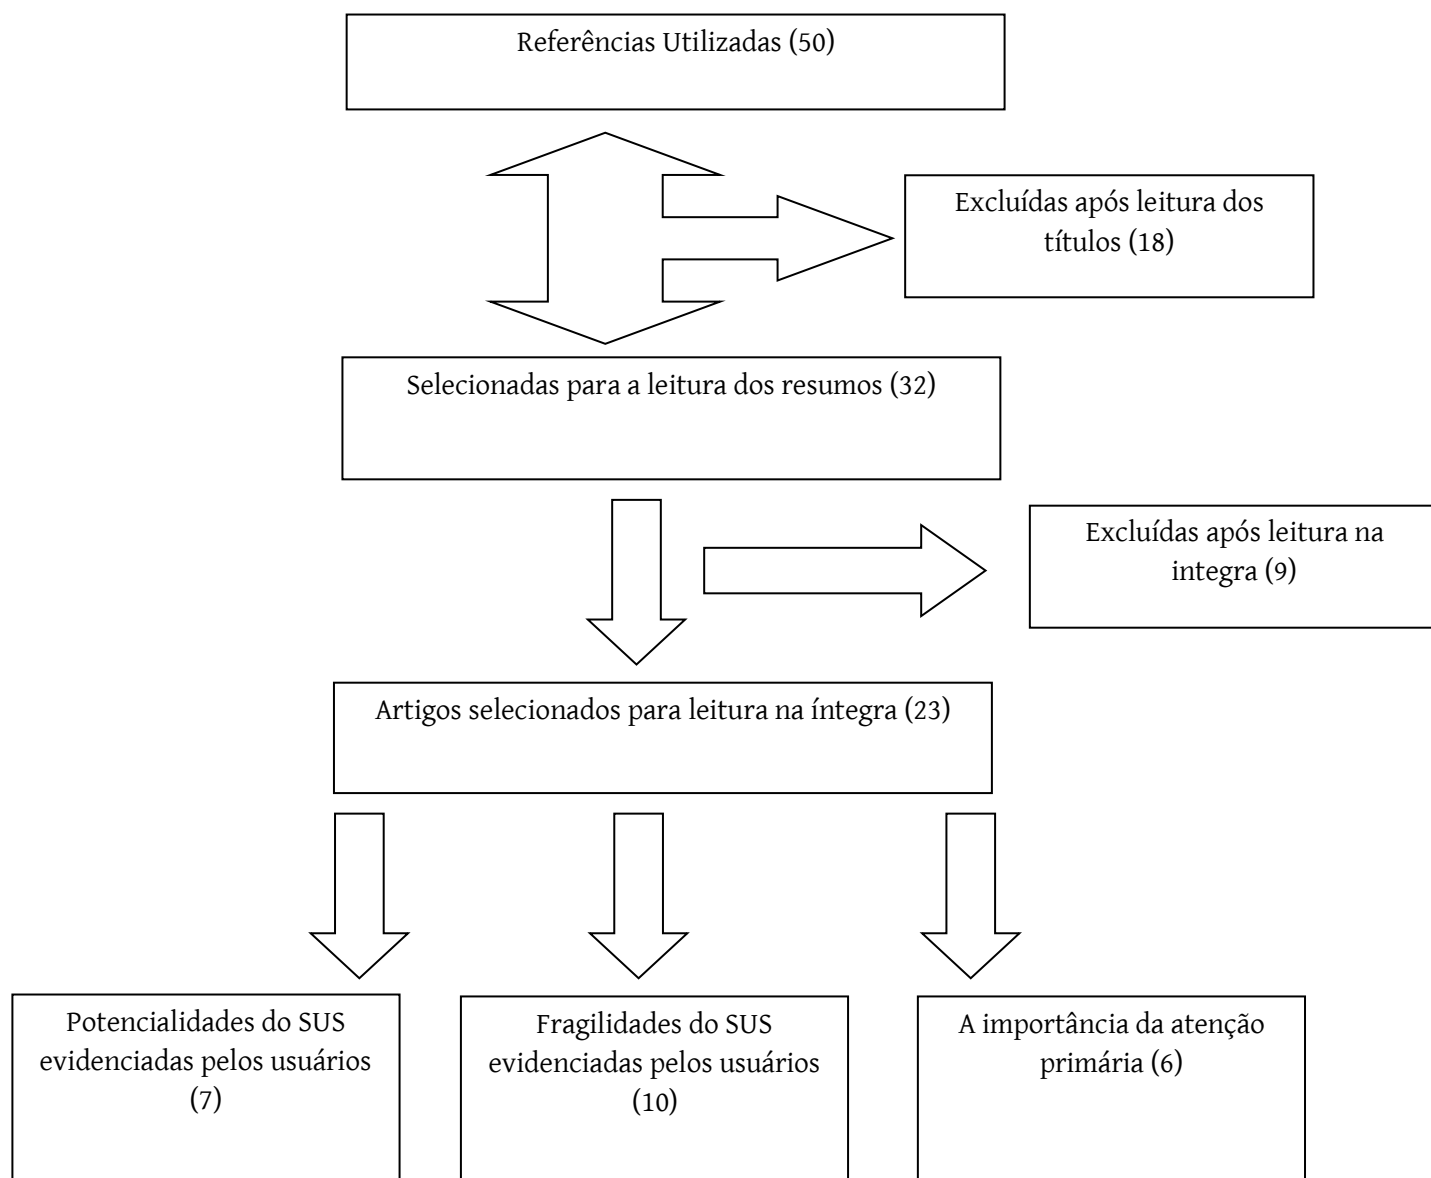 Referências Utilizadas (50)
Excluídas após leitura dos
títulos (18)
Selecionadas para a leitura dos resumos (32)
Excluídas após leitura na
integra (9)
Artigos selecionados para leitura na íntegra (23)
Potencialidades do SUS
evidenciadas pelos usuários
(7)
Fragilidades do SUS
evidenciadas pelos usuários
(10)
A importância da atenção
primária (6)